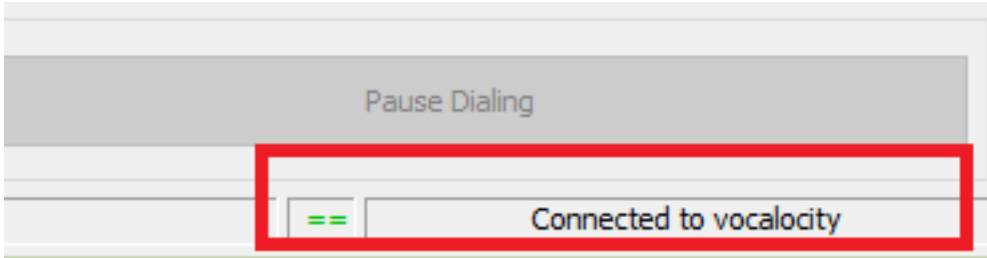 Pause Dialing
== Connected to vocalocity